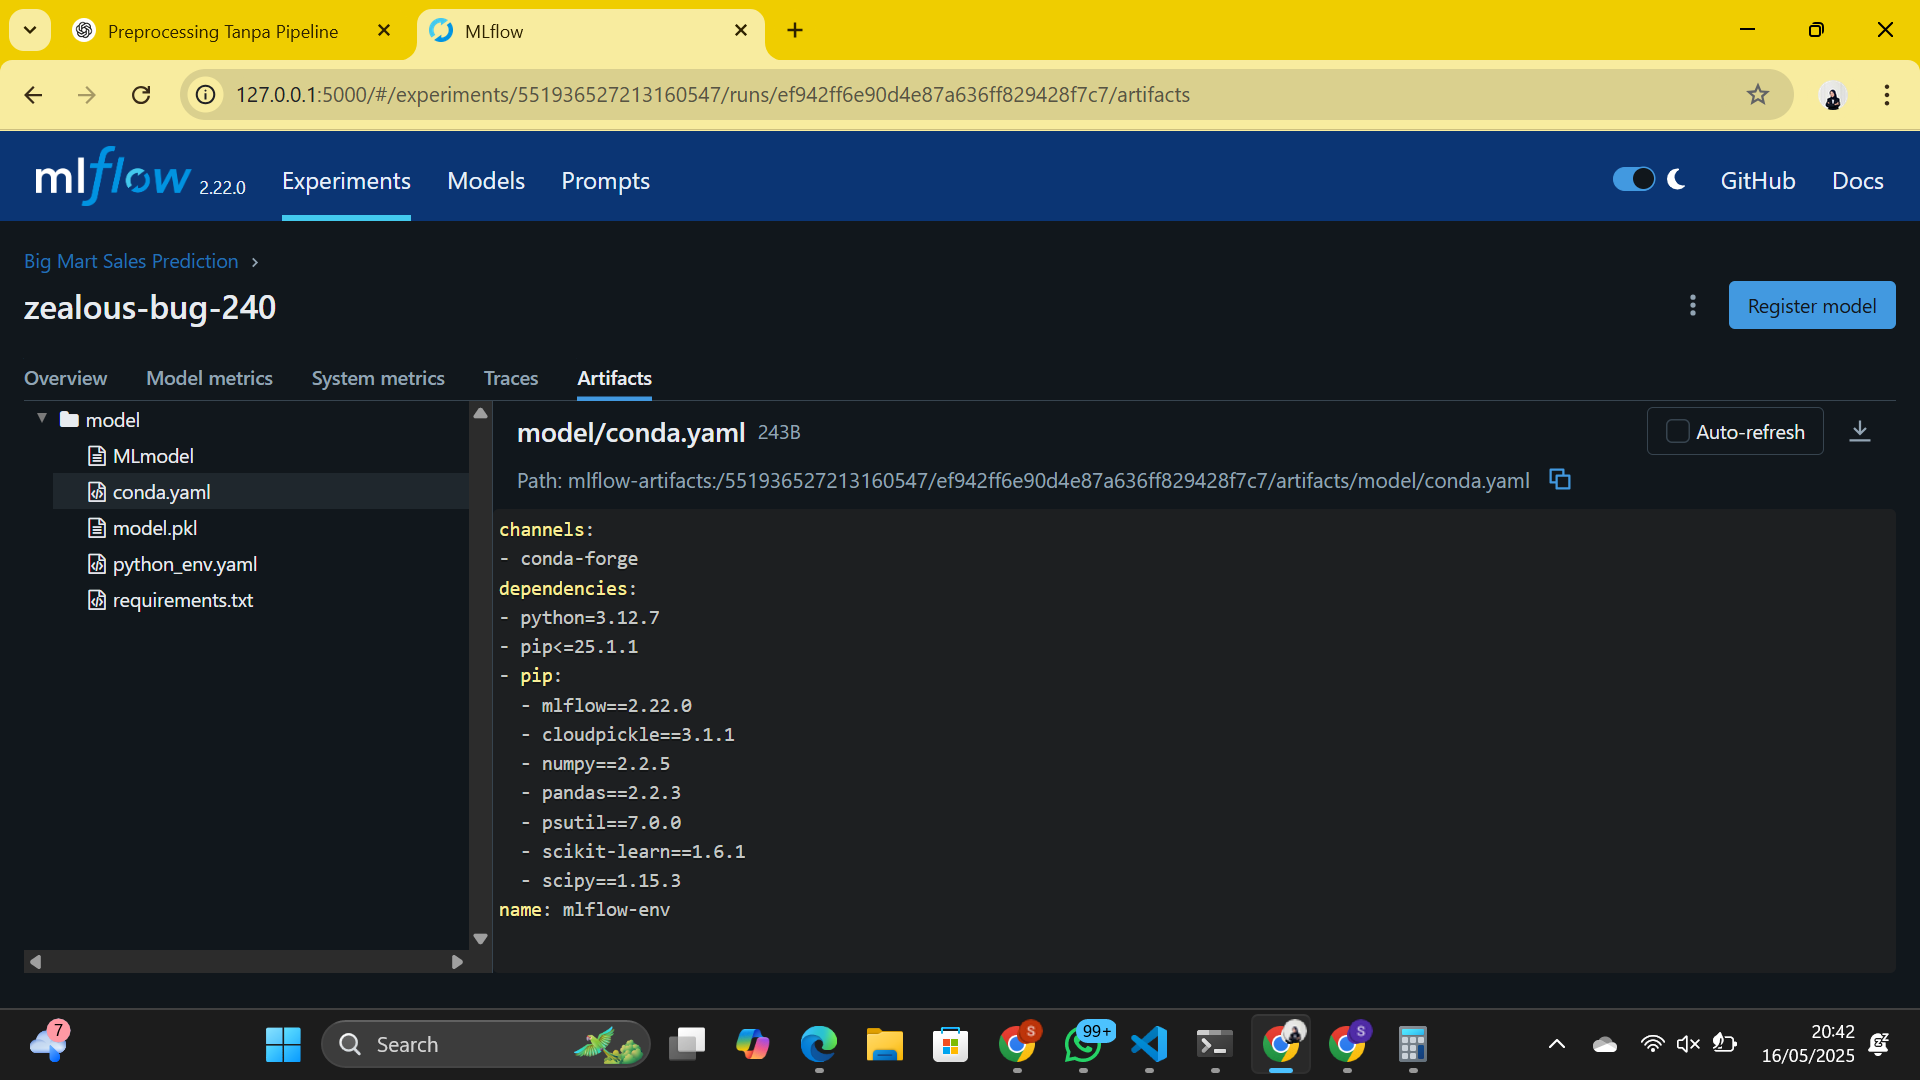 Preprocessing Tanpa Pipeline
MLflow
127.0.0.1:5000/#/experiments/551936527213160547/runs/ef942ff6e90d4e87a636ff829428f7c7/artifacts
mlflow 2.22.0
Experiments
Models
Prompts
GitHub
Docs
Big Mart Sales Prediction
zealous-bug-240
Register model
Overview
Model metrics
System metrics
Traces
Artifacts
model
MLmodel
conda.yaml
model.pkl
python_env.yaml
requirements.txt
model/conda.yaml 243B
Auto-refresh
Path: mlflow-artifacts:/551936527213160547/ef942ff6e90d4e87a636ff829428f7c7/artifacts/model/conda.yaml
channels:
- conda-forge
dependencies:
- python=3.12.7
- pip<=25.1.1
- pip:
  - mlflow==2.22.0
  - cloudpickle==3.1.1
  - numpy==2.2.5
  - pandas==2.2.3
  - psutil==7.0.0
  - scikit-learn==1.6.1
  - scipy==1.15.3
name: mlflow-env
7
Search
S
99+
S
20:42
16/05/2025